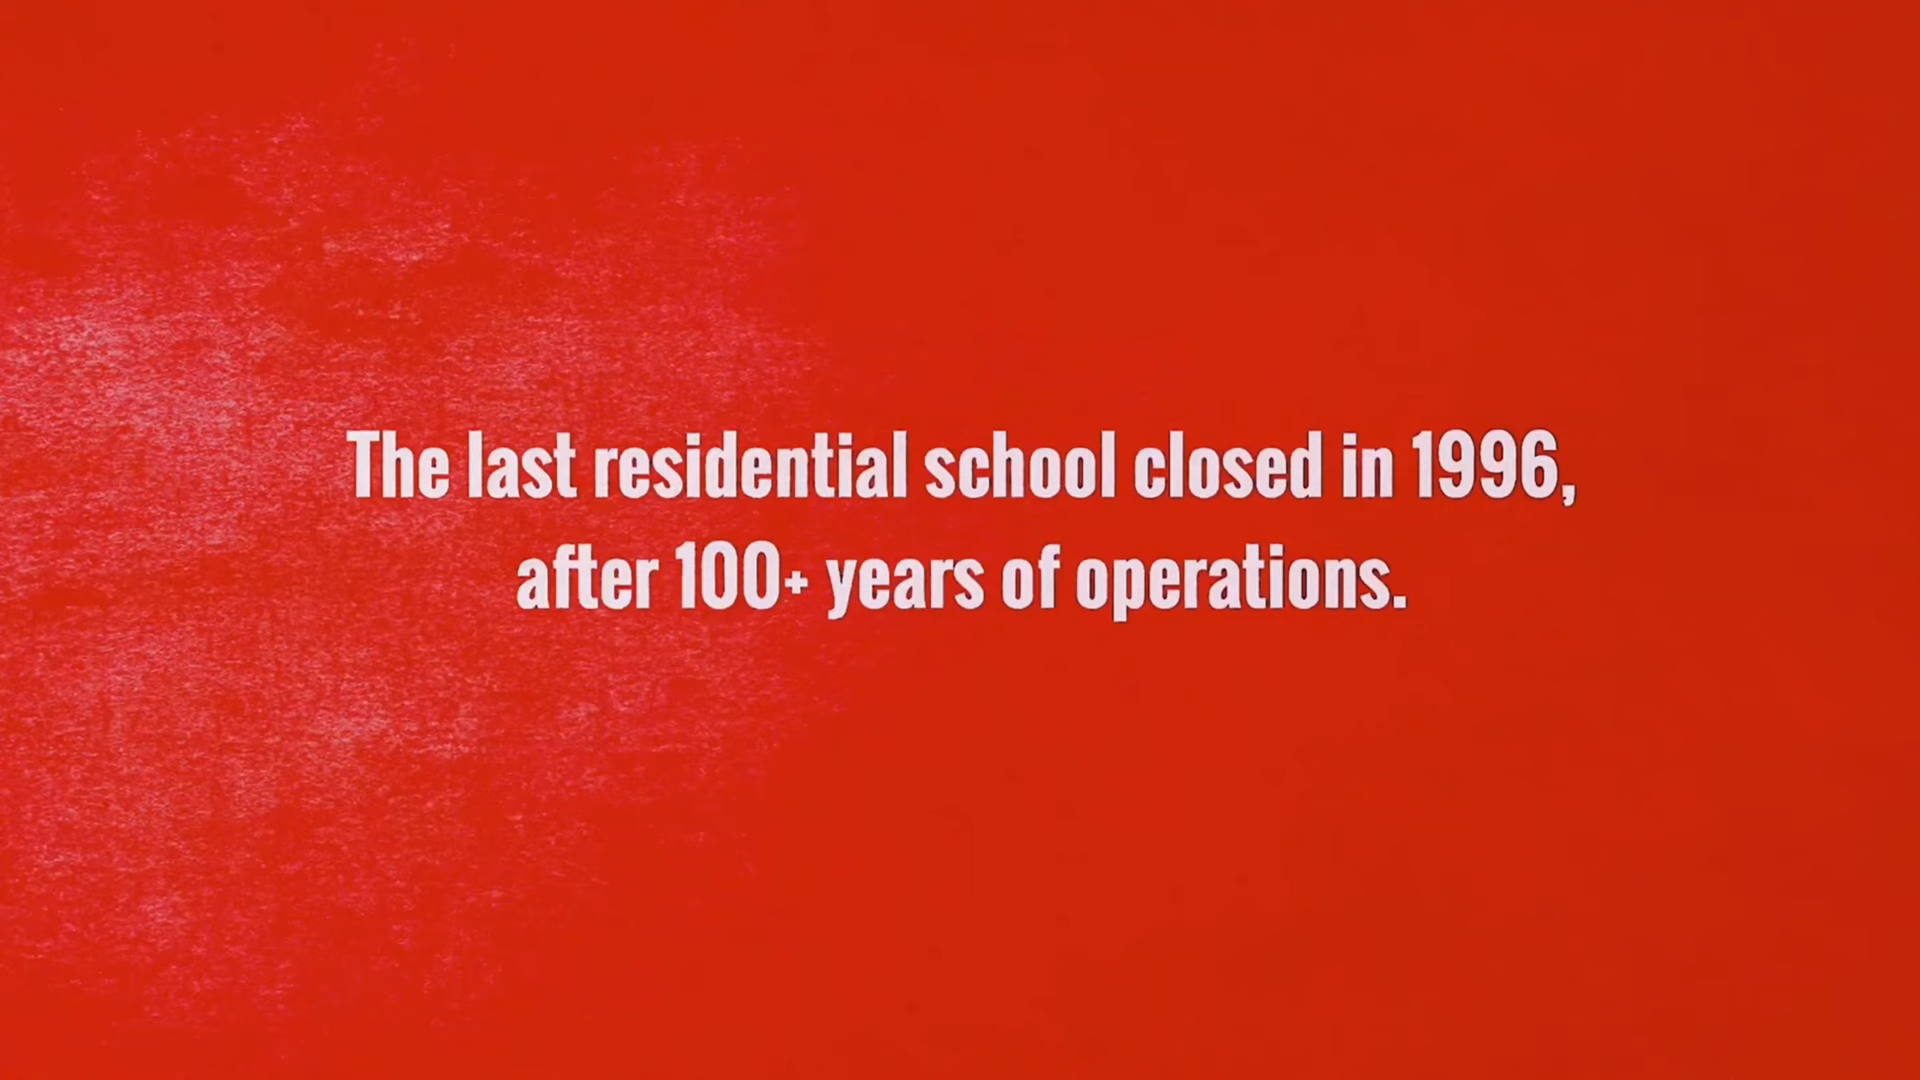 The last residential school closed in 1996,
after 100+ years of operations.